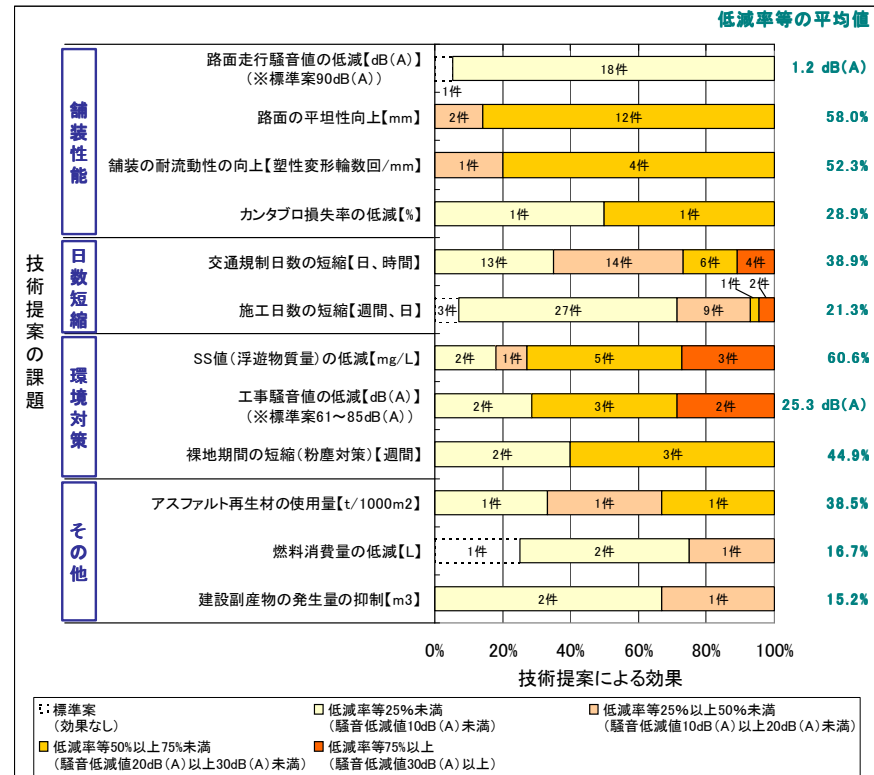 低減率等の平均値
技術提案の課題
舗装性能
路面走行騒音値の低減【dB(A)】
(※標準案90dB(A))
1件
18件
1.2 dB(A)
路面の平坦性向上【mm】
2件
12件
58.0%
舗装の耐流動性の向上【塑性変形輪数回/mm】
1件
4件
52.3%
カンタブロ損失率の低減【%】
1件
1件
28.9%
日数短縮
交通規制日数の短縮【日、時間】
13件
14件
6件
4件
38.9%
施工日数の短縮【週間、日】
3件
27件
9件
1件
2件
21.3%
環境対策
SS値(浮遊物質量)の低減【mg/L】
2件
1件
5件
3件
60.6%
工事騒音値の低減【dB(A)】
(※標準案61～85dB(A))
2件
3件
2件
25.3 dB(A)
裸地期間の短縮(粉塵対策)【週間】
2件
3件
44.9%
その他
アスファルト再生材の使用量【t/1000m2】
1件
1件
1件
38.5%
燃料消費量の低減【L】
1件
2件
1件
16.7%
建設副産物の発生量の抑制【m3】
2件
1件
15.2%
0%
20%
40%
60%
80%
100%
技術提案による効果
標準案
(効果なし)
低減率等25%未満
(騒音低減値10dB(A)未満)
低減率等25%以上50%未満
(騒音低減値10dB(A)以上20dB(A)未満)
低減率等50%以上75%未満
(騒音低減値20dB(A)以上30dB(A)未満)
低減率等75%以上
(騒音低減値30dB(A)以上)